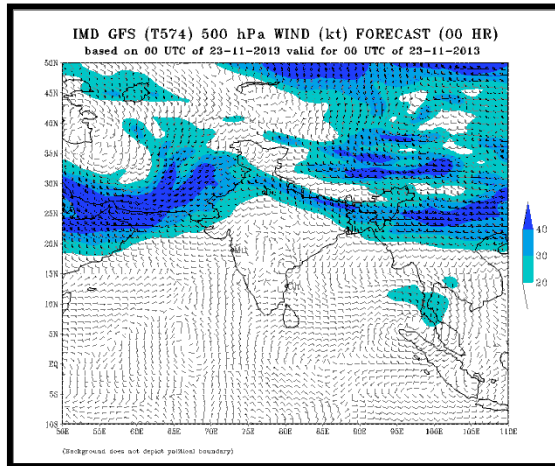 IMD GFS (T574) 500 hPa WIND (kt) FORECAST (00 HR)
based on 00 UTC of 23-11-2013 valid for 00 UTC of 23-11-2013
50N
45N
40N
35N
30N
25N
20N
15N
10N
5N
EQ
5S
10S
50E 55E 60E 65E 70E 75E 80E 85E 90E 95E 100E 105E 110E
40
30
20
(Background does not depict political boundary)